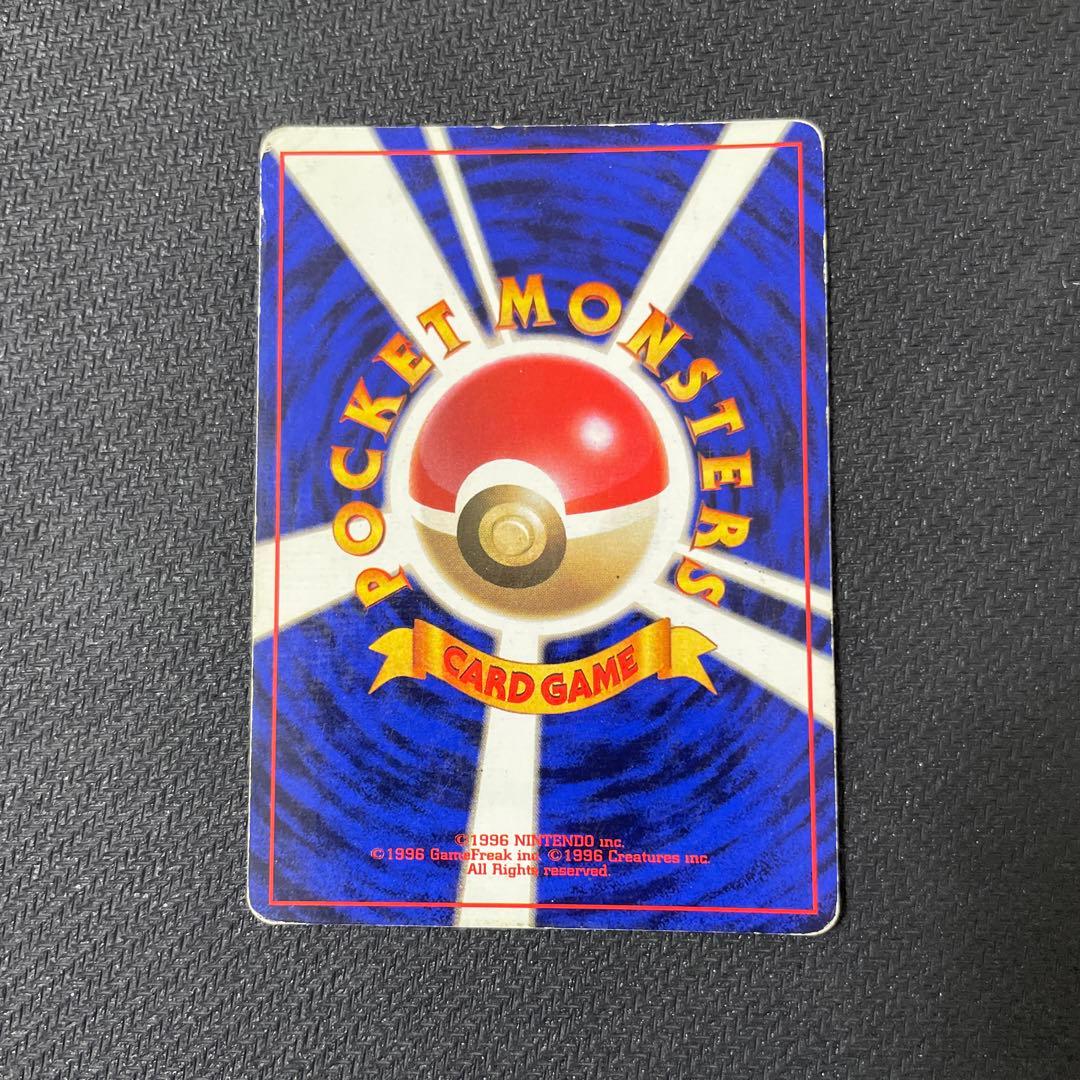 POCKET MONSTERS
CARD GAME
©1996 NINTENDO inc.
©1996 GameFreak inc. ©1996 Creatures inc.
All Rights reserved.